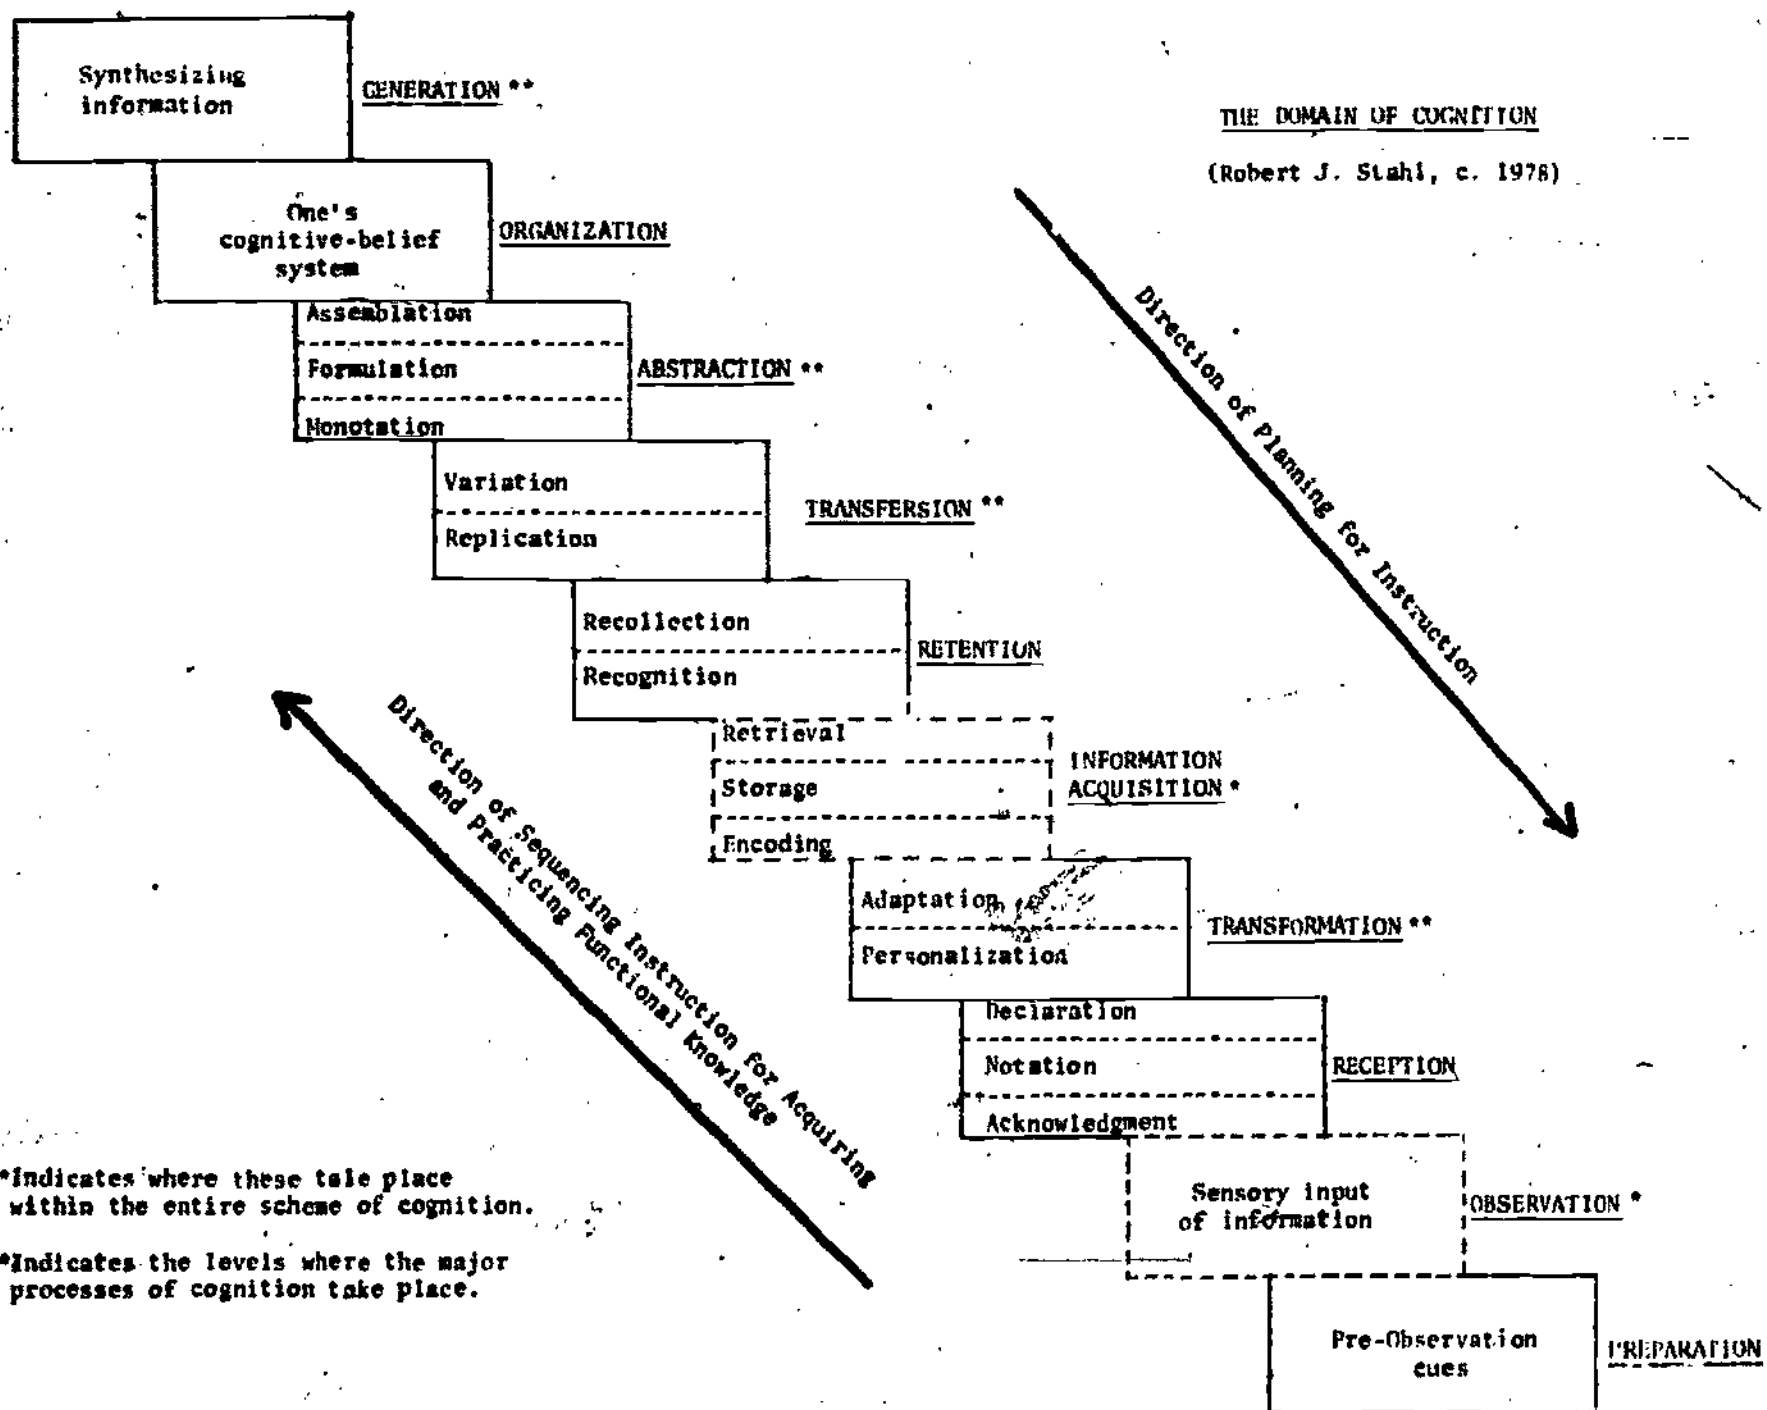 Synthesizing
information
GENERATION **
THE DOMAIN OF COGNITION
(Robert J. Stahl, c. 1978)
One's
cognitive-belief
system
ORGANIZATION
Assemblation
Formulation
Monotation
ABSTRACTION **
Variation
Replication
TRANSFERSION **
Direction of Planning for Instruction
Recollection
Recognition
RETENTION
Retrieval
Storage
Encoding
INFORMATION
ACQUISITION *
Direction of Sequencing Instruction for Acquiring
and Practicing Functional Knowledge
Adaptation
Personalization
TRANSFORMATION **
Declaration
Notation
Acknowledgment
RECEPTION
Sensory input
of information
OBSERVATION *
*Indicates where these take place
within the entire scheme of cognition.
*Indicates the levels where the major
processes of cognition take place.
Pre-Observation
cues
PREPARATION